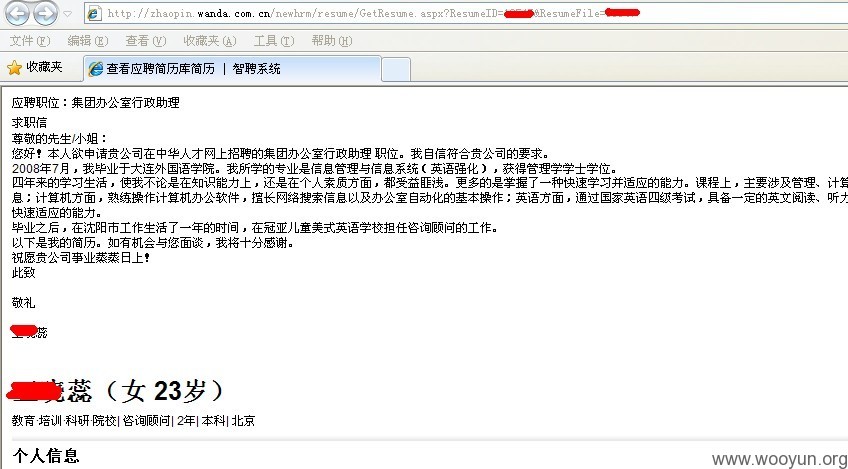 http://zhaopin.wanda.com.cn/newhrm/resume/GetResume.aspx?ResumeID= &ResumeFile=
文件(F) 编辑(E) 查看(V) 收藏夹(A) 工具(T) 帮助(H)
收藏夹 查看应聘简历库简历 | 智聘系统
应聘职位：集团办公室行政助理
求职信
尊敬的先生/小姐：
您好！本人欲申请贵公司在中华人才网上招聘的集团办公室行政助理 职位。我自信符合贵公司的要求。
2008年7月，我毕业于大连外国语学院。我所学的专业是信息管理与信息系统（英语强化），获得管理学学士学位。
四年来的学习生活，使我不论是在知识能力上，还是在个人素质方面，都受益匪浅。更多的是掌握了一种快速学习并适应的能力。课程上，主要涉及管理、计算
息；计算机方面，熟练操作计算机办公软件，擅长网络搜索信息以及办公室自动化的基本操作；英语方面，通过国家英语四级考试，具备一定的英文阅读、听力
快速适应的能力。
毕业之后，在沈阳市工作生活了一年的时间，在冠亚儿童美式英语学校担任咨询顾问的工作。
以下是我的简历。如有机会与您面谈，我将十分感谢。
祝愿贵公司事业蒸蒸日上！
此致
敬礼
蕊
蕊（女 23岁）
教育·培训·科研·院校| 咨询顾问| 2年| 本科| 北京
个人信息
www.wooyun.org